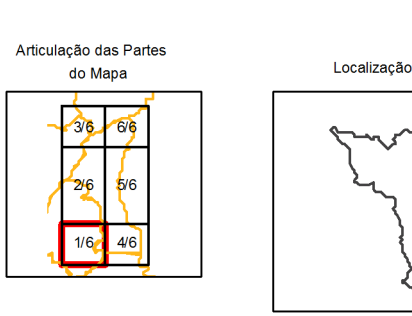 Articulação das Partes
do Mapa
Localização
3/6 6/6
2/6 5/6
1/6 4/6